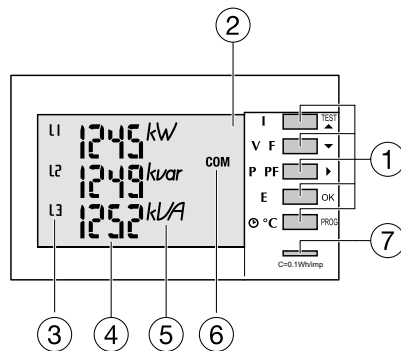 2
L1 1245 kW
I TEST
V F
COM
L2 1249 kvar
P PF
1
E OK
L3 1252 kVA
°C PROG
7
C=0.1Wh/imp
3 4 5 6